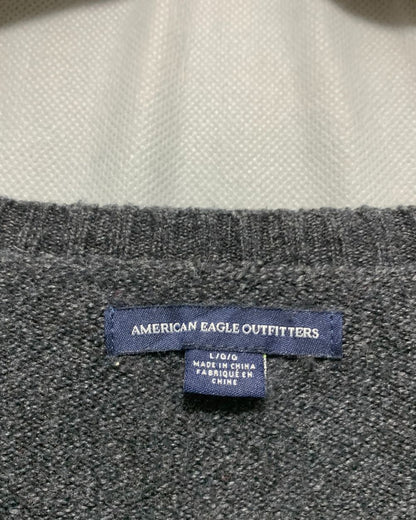 AMERICAN EAGLE OUTFITTERS
L/G/G
MADE IN CHINA
FABRIQUÉ EN
CHINE